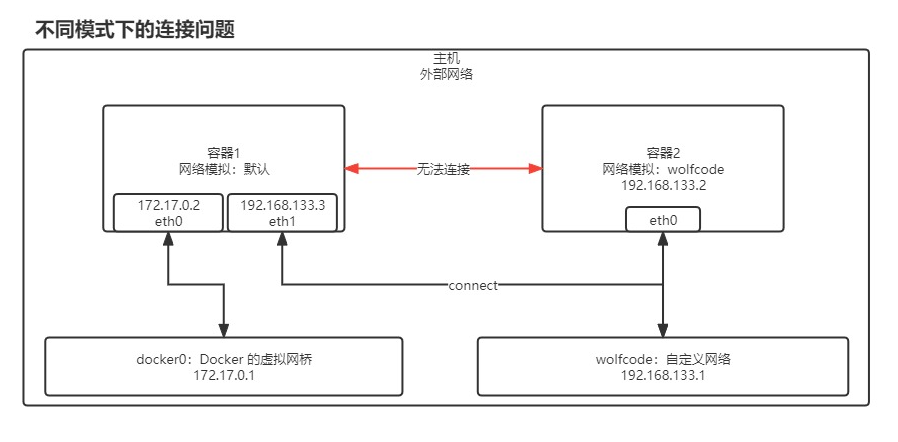 不同模式下的连接问题
主机
外部网络
容器1
网络模拟：默认
172.17.0.2
eth0
192.168.133.3
eth1
无法连接
容器2
网络模拟：wolfcode
192.168.133.2
eth0
connect
docker0：Docker 的虚拟网桥
172.17.0.1
wolfcode：自定义网络
192.168.133.1